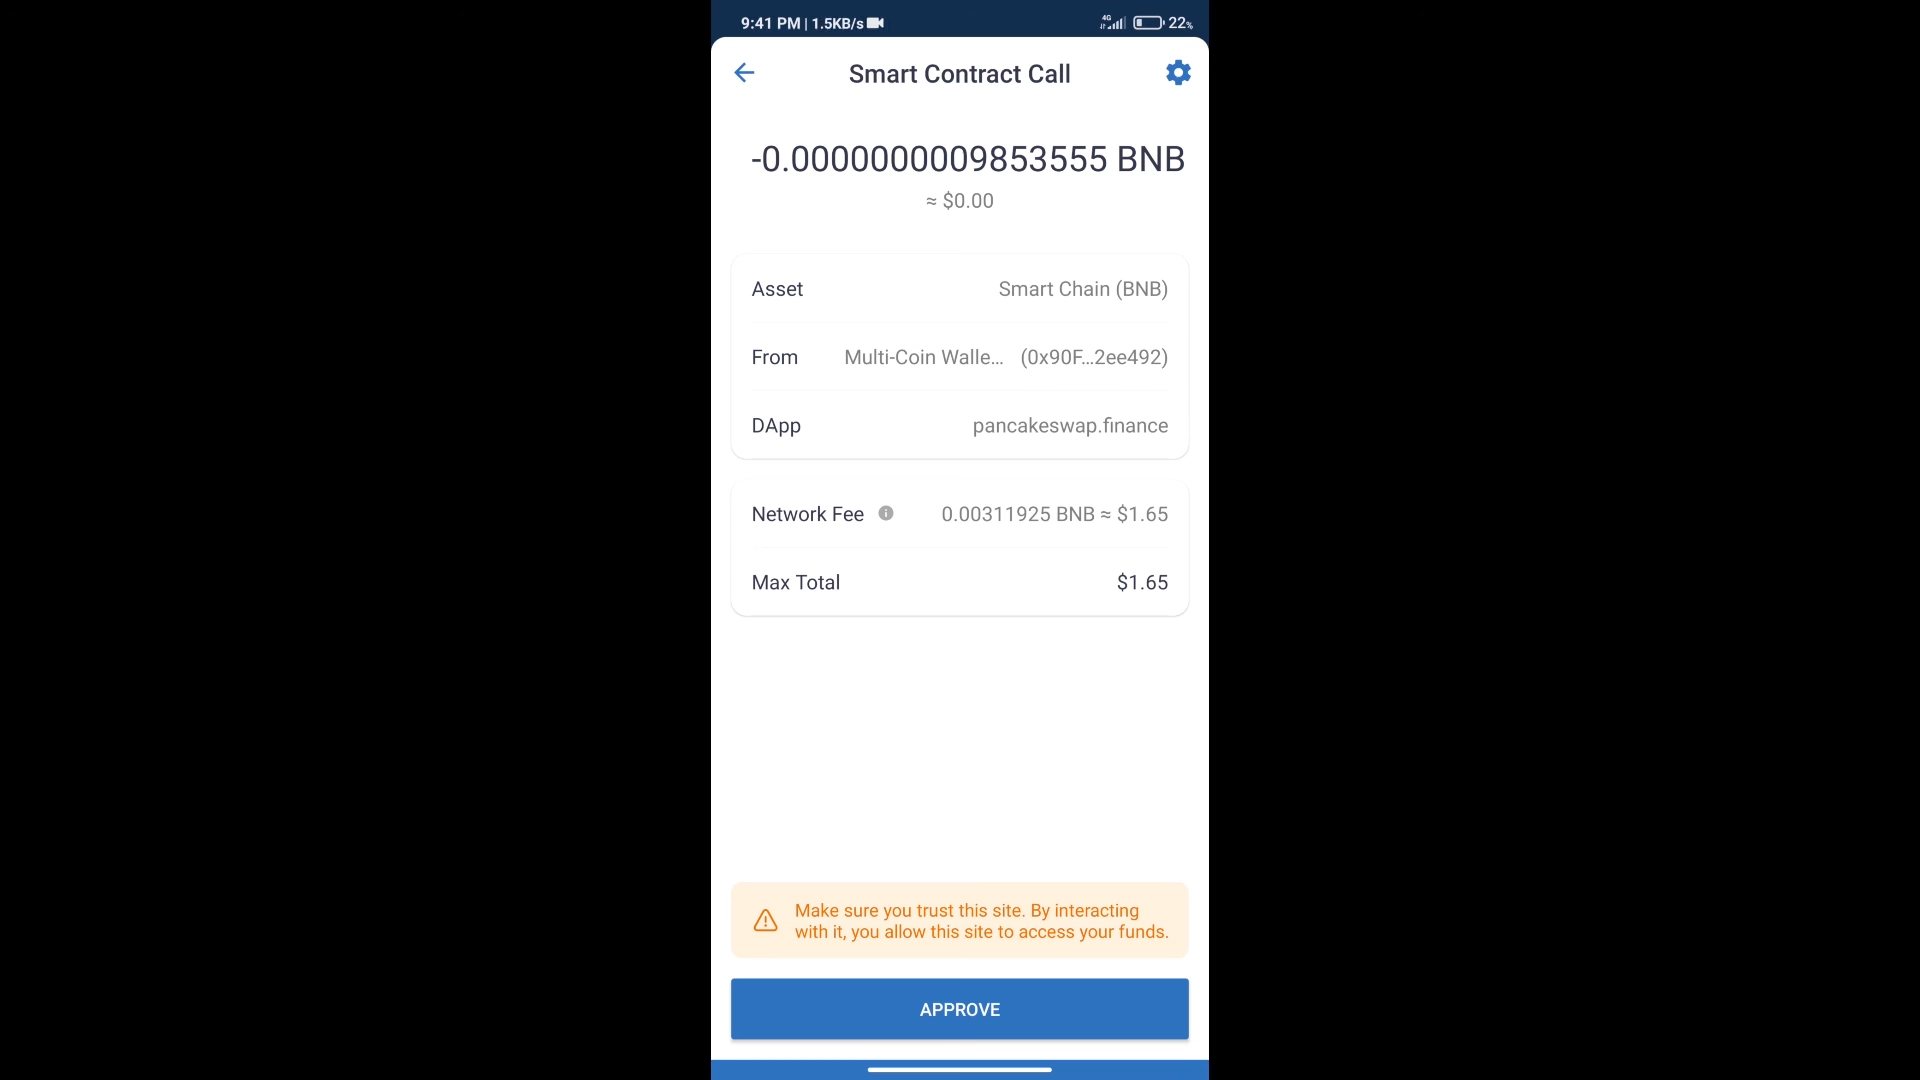 9:41 PM | 1.5KB/s 4G 22%
Smart Contract Call
-0.0000000009853555 BNB
≈ $0.00
Asset Smart Chain (BNB)
From Multi-Coin Walle... (0x90F...2ee492)
DApp pancakeswap.finance
Network Fee 0.00311925 BNB ≈ $1.65
Max Total $1.65
Make sure you trust this site. By interacting
with it, you allow this site to access your funds.
APPROVE